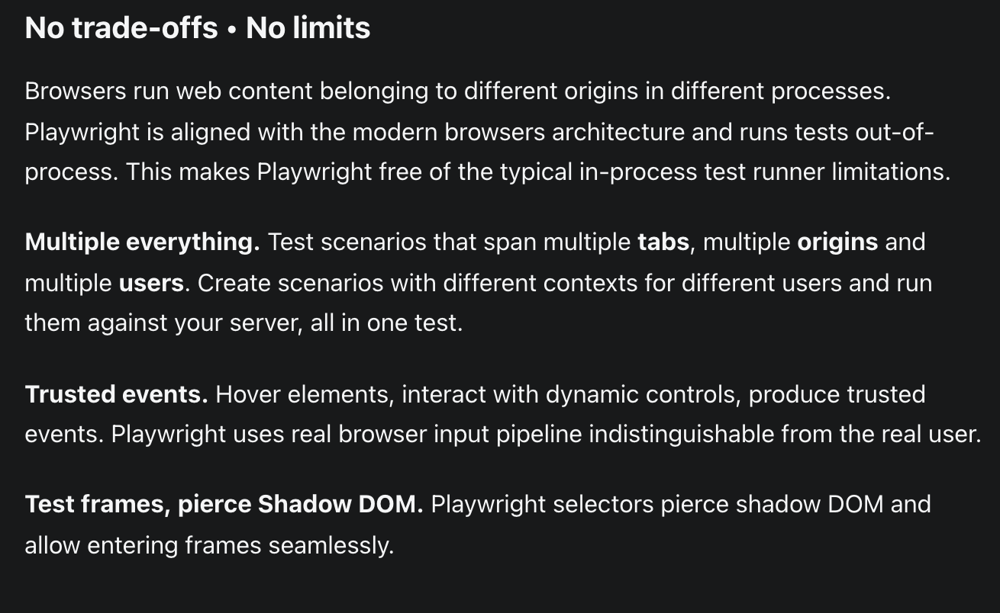 No trade-offs • No limits
Browsers run web content belonging to different origins in different processes.
Playwright is aligned with the modern browsers architecture and runs tests out-of-
process. This makes Playwright free of the typical in-process test runner limitations.
Multiple everything. Test scenarios that span multiple tabs, multiple origins and
multiple users. Create scenarios with different contexts for different users and run
them against your server, all in one test.
Trusted events. Hover elements, interact with dynamic controls, produce trusted
events. Playwright uses real browser input pipeline indistinguishable from the real user.
Test frames, pierce Shadow DOM. Playwright selectors pierce shadow DOM and
allow entering frames seamlessly.